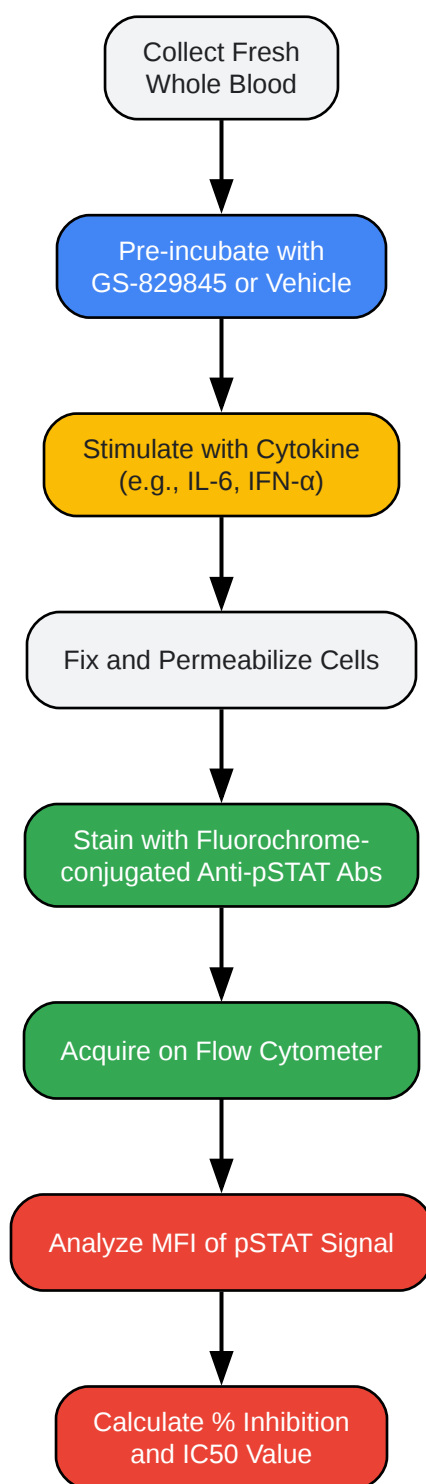 Collect Fresh
Whole Blood
Pre-incubate with
GS-829845 or Vehicle
Stimulate with Cytokine
(e.g., IL-6, IFN-α)
Fix and Permeabilize Cells
Stain with Fluorochrome-
conjugated Anti-pSTAT Abs
Acquire on Flow Cytometer
Analyze MFI of pSTAT Signal
Calculate % Inhibition
and IC50 Value